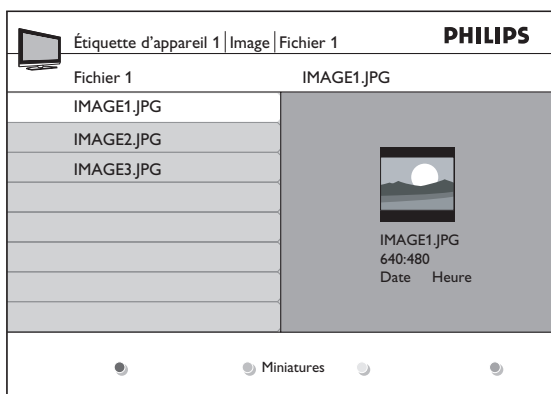 Étiquette d'appareil 1 | Image | Fichier 1 PHILIPS
Fichier 1 IMAGE1.JPG
IMAGE1.JPG
IMAGE2.JPG
IMAGE3.JPG
IMAGE1.JPG
640:480
Date Heure
Miniatures